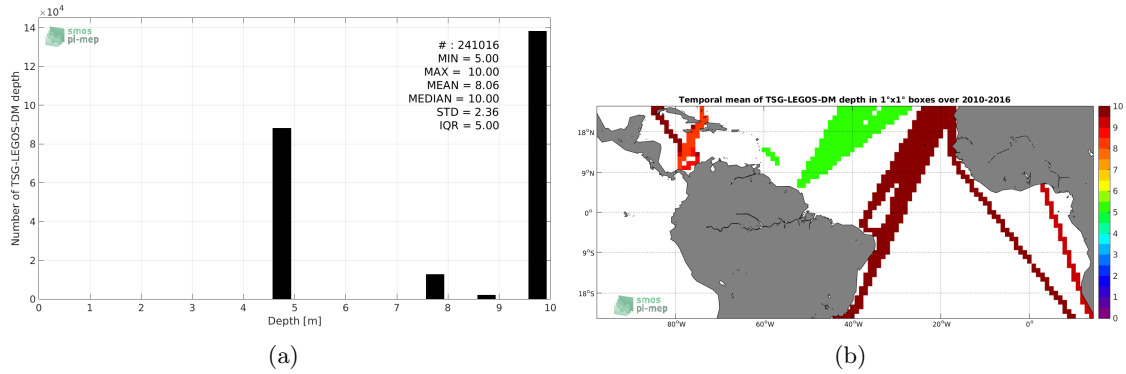 ×10⁴
14
12
10
8
6
4
2
0
Number of TSG-LEGOS-DM depth
smos
pi-mep
# : 241016
MIN = 5.00
MAX = 10.00
MEAN = 8.06
MEDIAN = 10.00
STD = 2.36
IQR = 5.00
0 1 2 3 4 5 6 7 8 9 10
Depth [m]
(a)
Temporal mean of TSG-LEGOS-DM depth in 1°x1° boxes over 2010-2016
18°N
9°N
0°
9°S
18°S
smos
pi-mep
80°W 60°W 40°W 20°W 0°
10
9
8
7
6
5
4
3
2
1
0
(b)